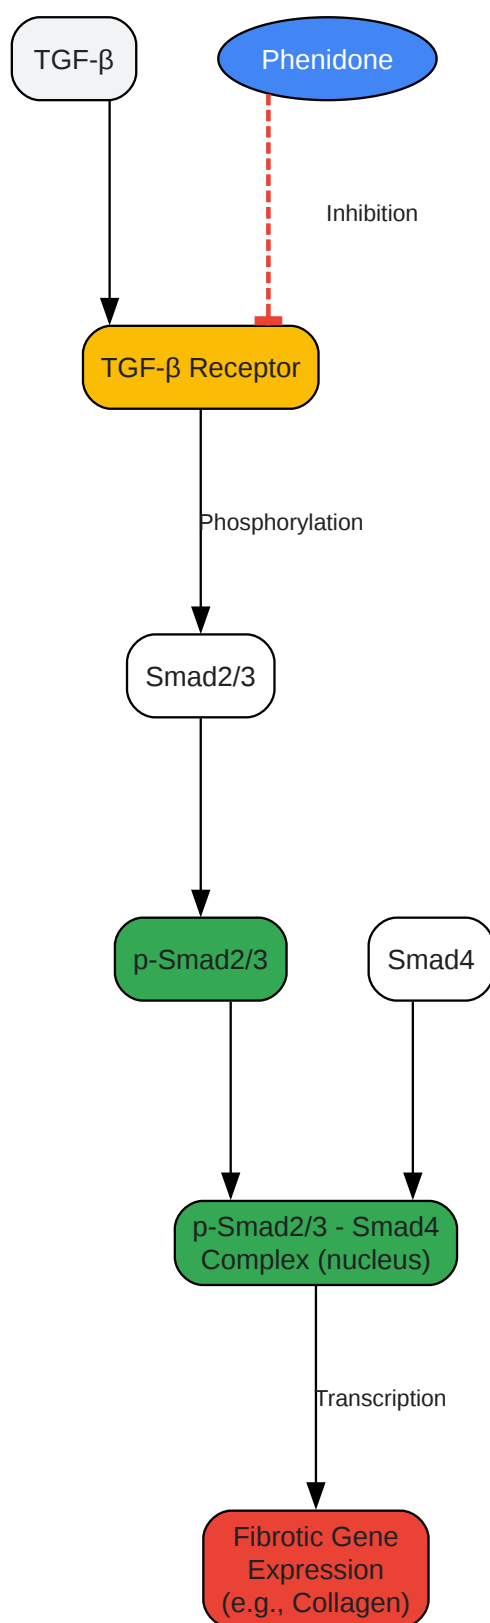 TGF-β
Phenidone
Inhibition
TGF-β Receptor
Phosphorylation
Smad2/3
p-Smad2/3
Smad4
p-Smad2/3 - Smad4
Complex (nucleus)
Transcription
Fibrotic Gene
Expression
(e.g., Collagen)